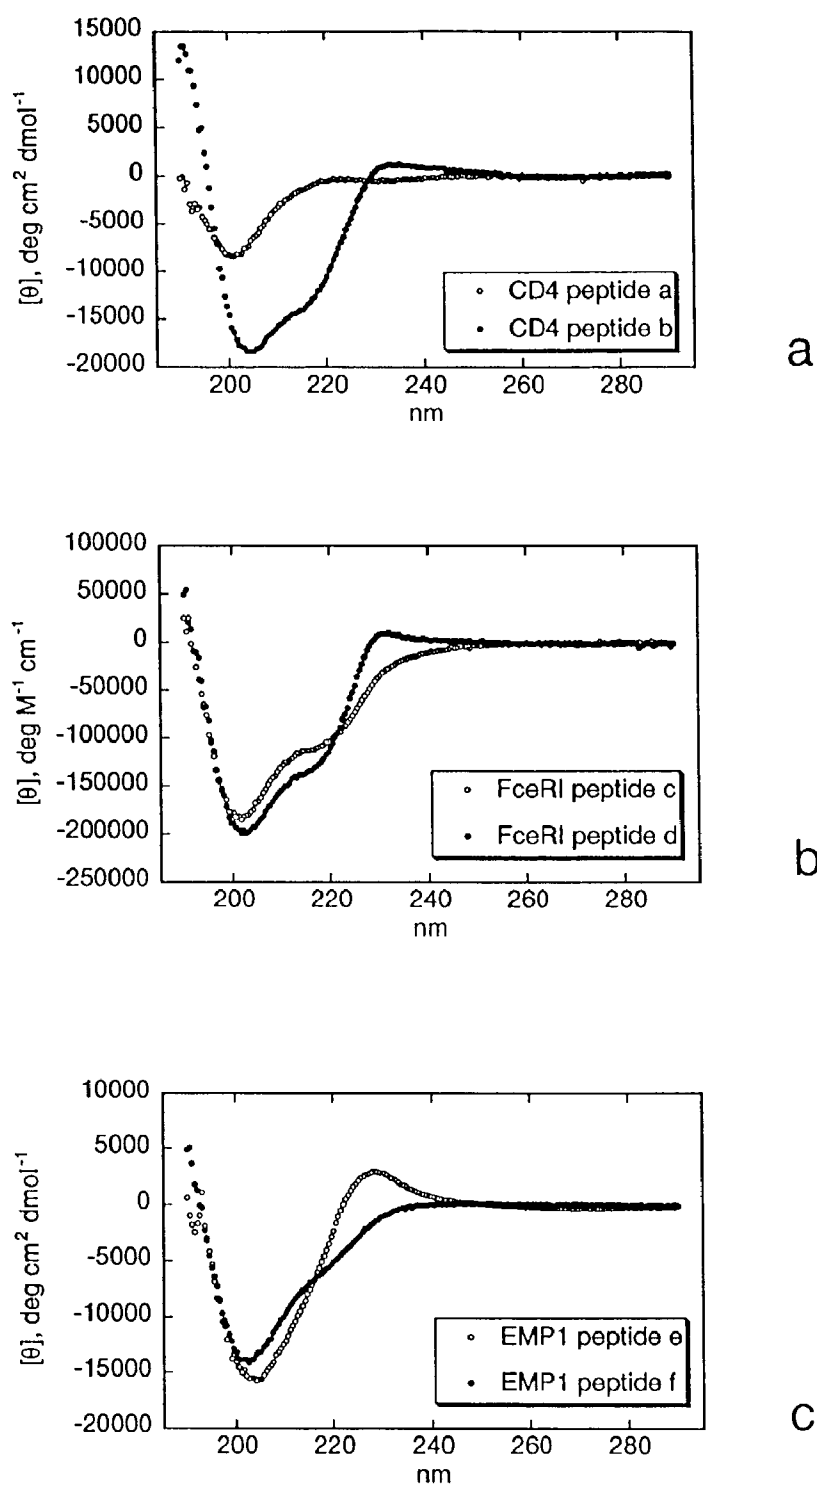 15000
10000
5000
0
-5000
-10000
-15000
-20000
[θ], deg cm² dmol⁻¹
CD4 peptide a
CD4 peptide b
200 220 240 260 280
nm
a
100000
50000
0
-50000
-100000
-150000
-200000
-250000
[θ], deg M⁻¹ cm⁻¹
FceRI peptide c
FceRI peptide d
200 220 240 260 280
nm
b
10000
5000
0
-5000
-10000
-15000
-20000
[θ], deg cm² dmol⁻¹
EMP1 peptide e
EMP1 peptide f
200 220 240 260 280
nm
c